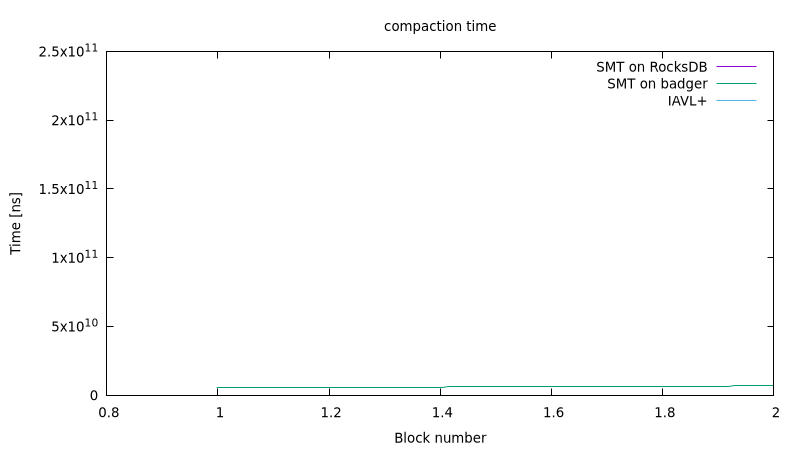 compaction time
2.5x10^11
2x10^11
1.5x10^11
1x10^11
5x10^10
0
Time [ns]
SMT on RocksDB
SMT on badger
IAVL+
0.8
1
1.2
1.4
1.6
1.8
2
Block number